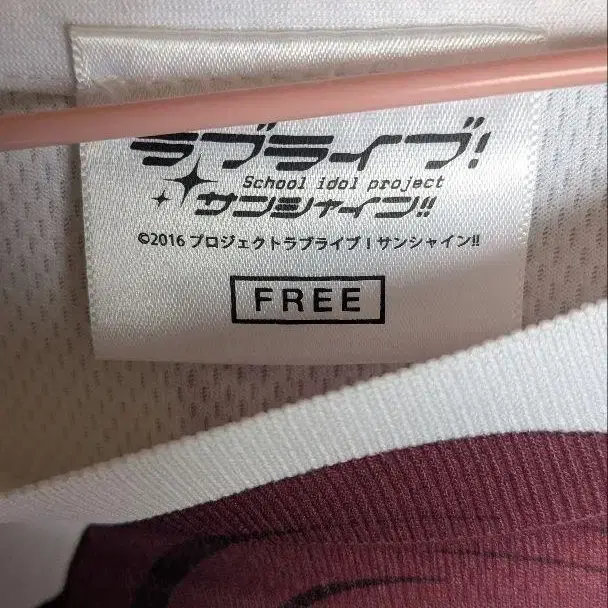 ラブライブ!
School idol project
サンシャイン!!
©2016 プロジェクトラブライブ！サンシャイン!!
FREE